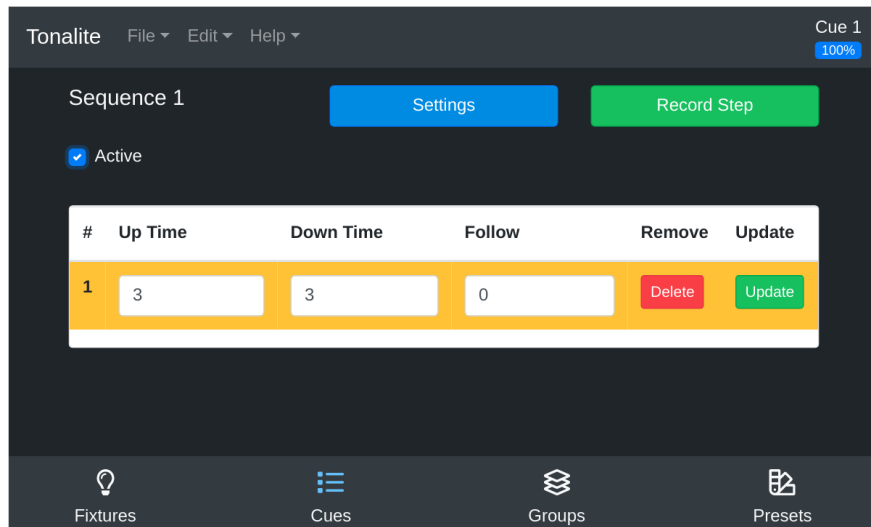 Tonalite File Edit Help Cue 1
100%
Sequence 1 Settings Record Step
Active
# Up Time Down Time Follow Remove Update
1 3 3 0 Delete Update
Fixtures Cues Groups Presets